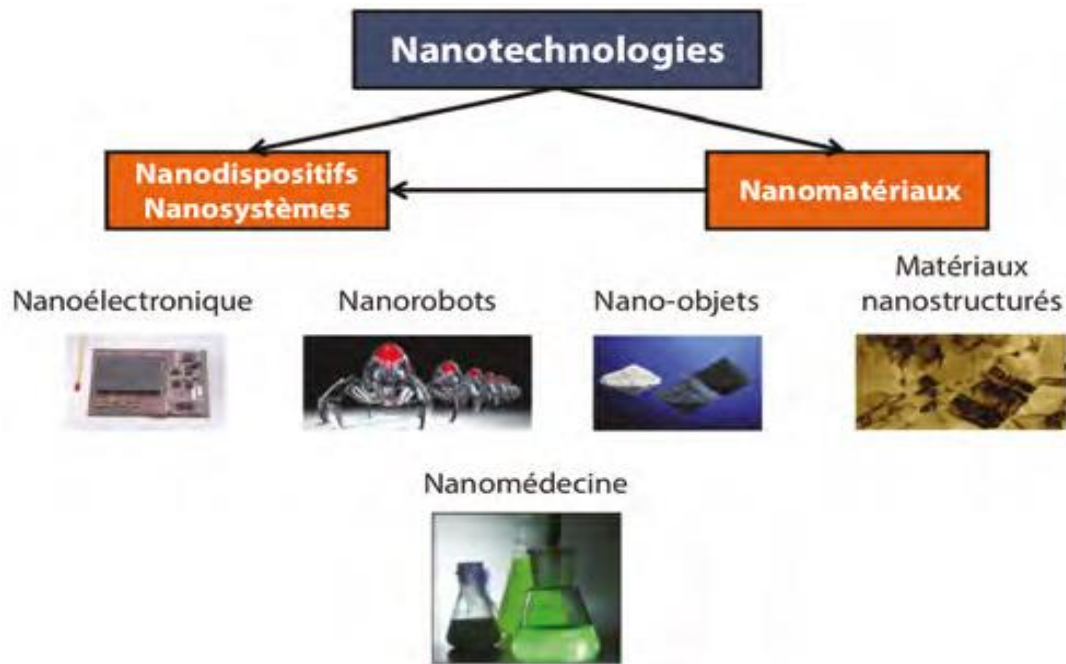 Nanotechnologies
Nanodispositifs
Nanosystèmes
Nanomatériaux
Nanoélectronique
Nanorobots
Nano-objets
Matériaux
nanostructurés
Nanomédecine